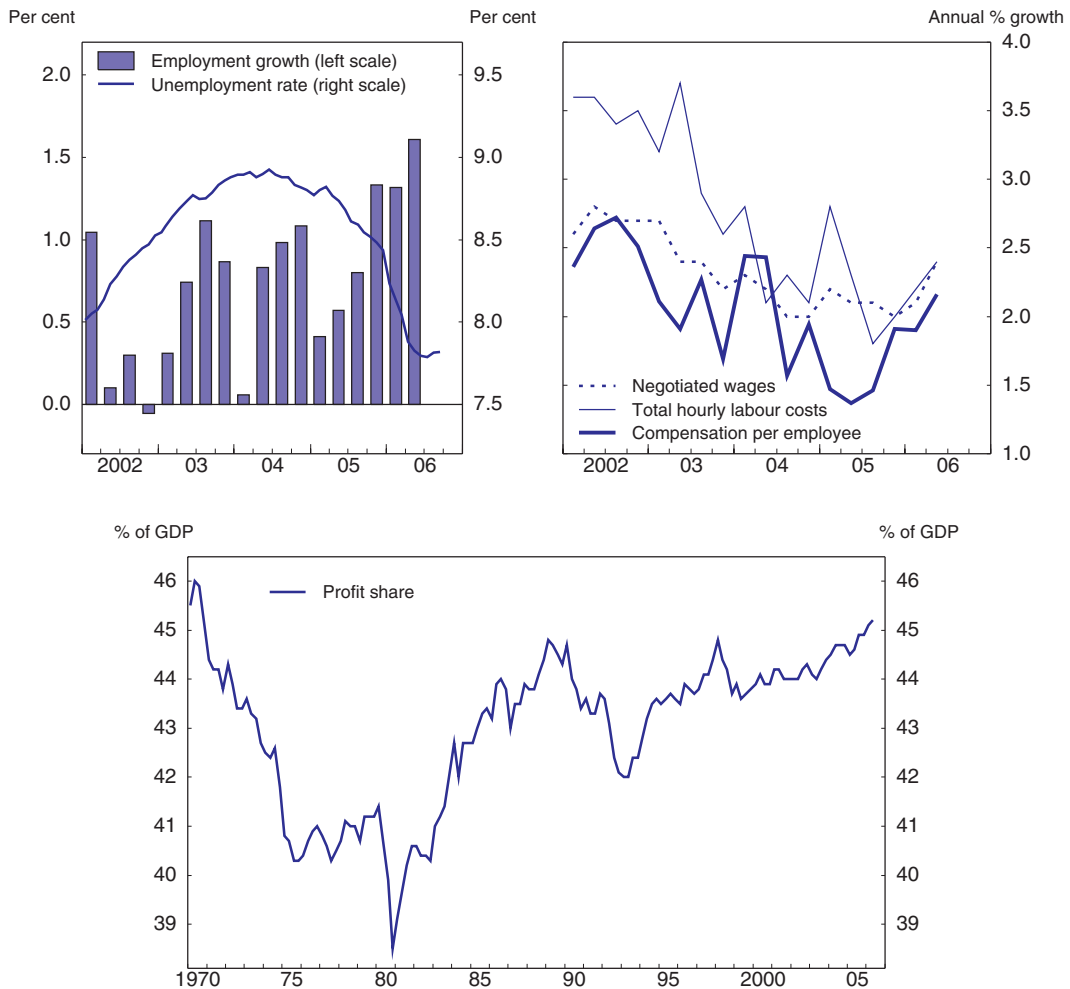 Per cent
Per cent
Annual % growth
Employment growth (left scale)
Unemployment rate (right scale)
2.0
1.5
1.0
0.5
0.0
9.5
9.0
8.5
8.0
7.5
2002 03 04 05 06
4.0
3.5
3.0
2.5
2.0
1.5
1.0
Negotiated wages
Total hourly labour costs
Compensation per employee
2002 03 04 05 06
% of GDP
% of GDP
Profit share
46
45
44
43
42
41
40
39
46
45
44
43
42
41
40
39
1970 75 80 85 90 95 2000 05